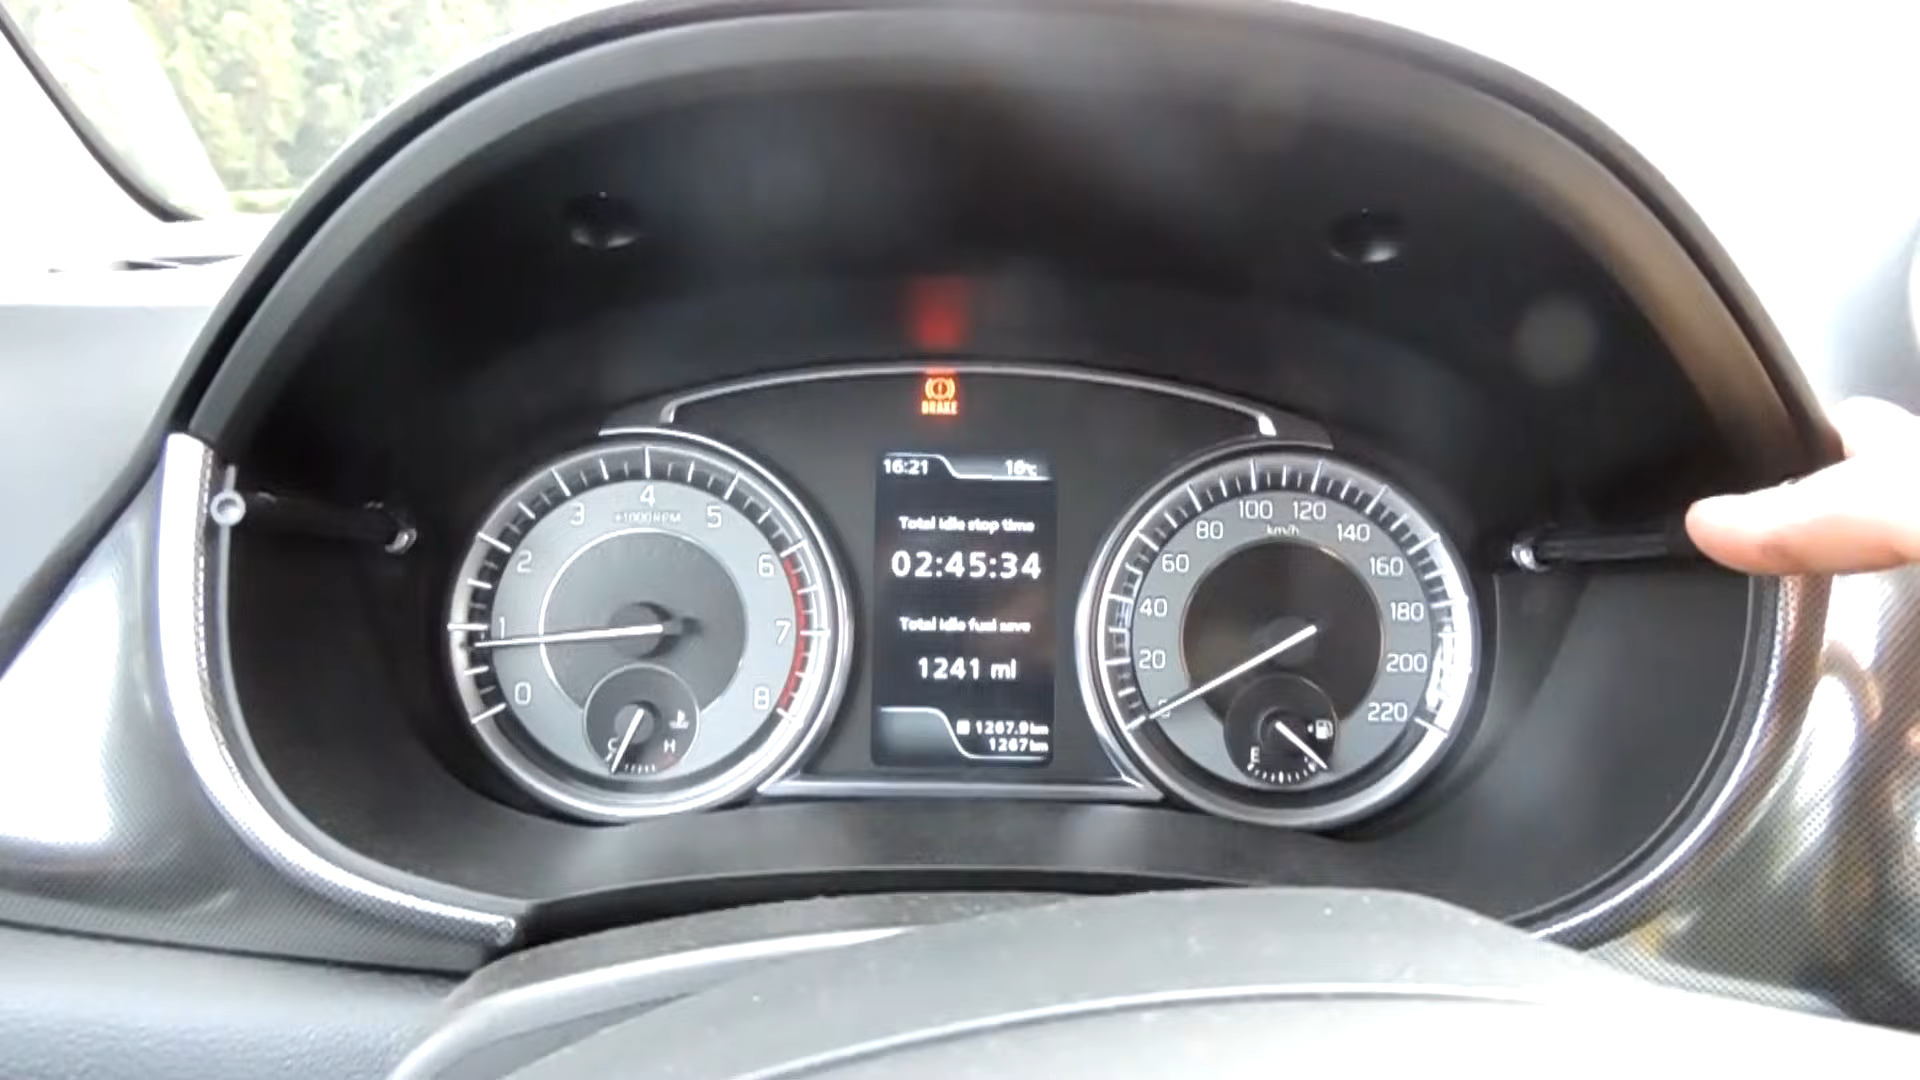 BRAKE
16:21 16°c
Total idle stop time
02:45:34
Total idle fuel save
1241 ml
1267.9 km
1267 km
0 1 2 3 4 5 6 7 8
×1000RPM
C H
0 20 40 60 80 100 120 140 160 180 200 220
km/h
E